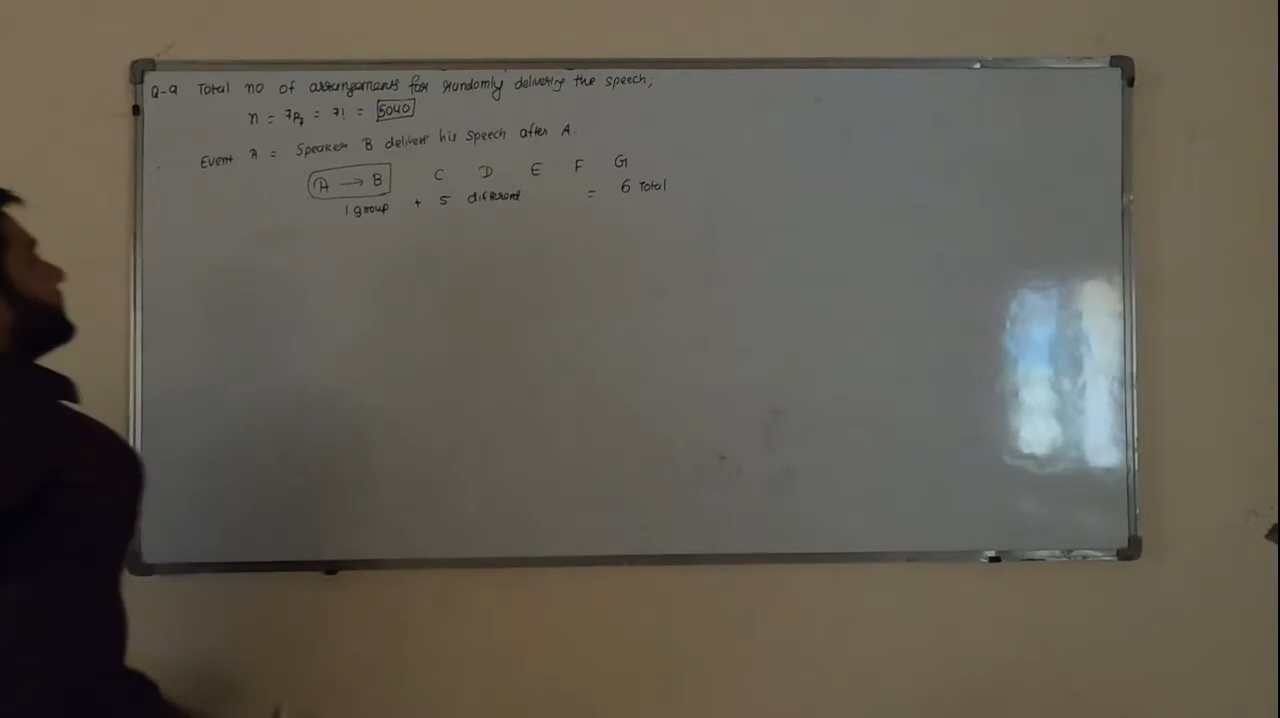 Q-9 Total no of arrangements for randomly delivering the speech;
n = 7P7 = 7! = 5040
Event A = Speaker B deliver his speech after A.
A → B C D E F G
1 group + 5 different = 6 Total